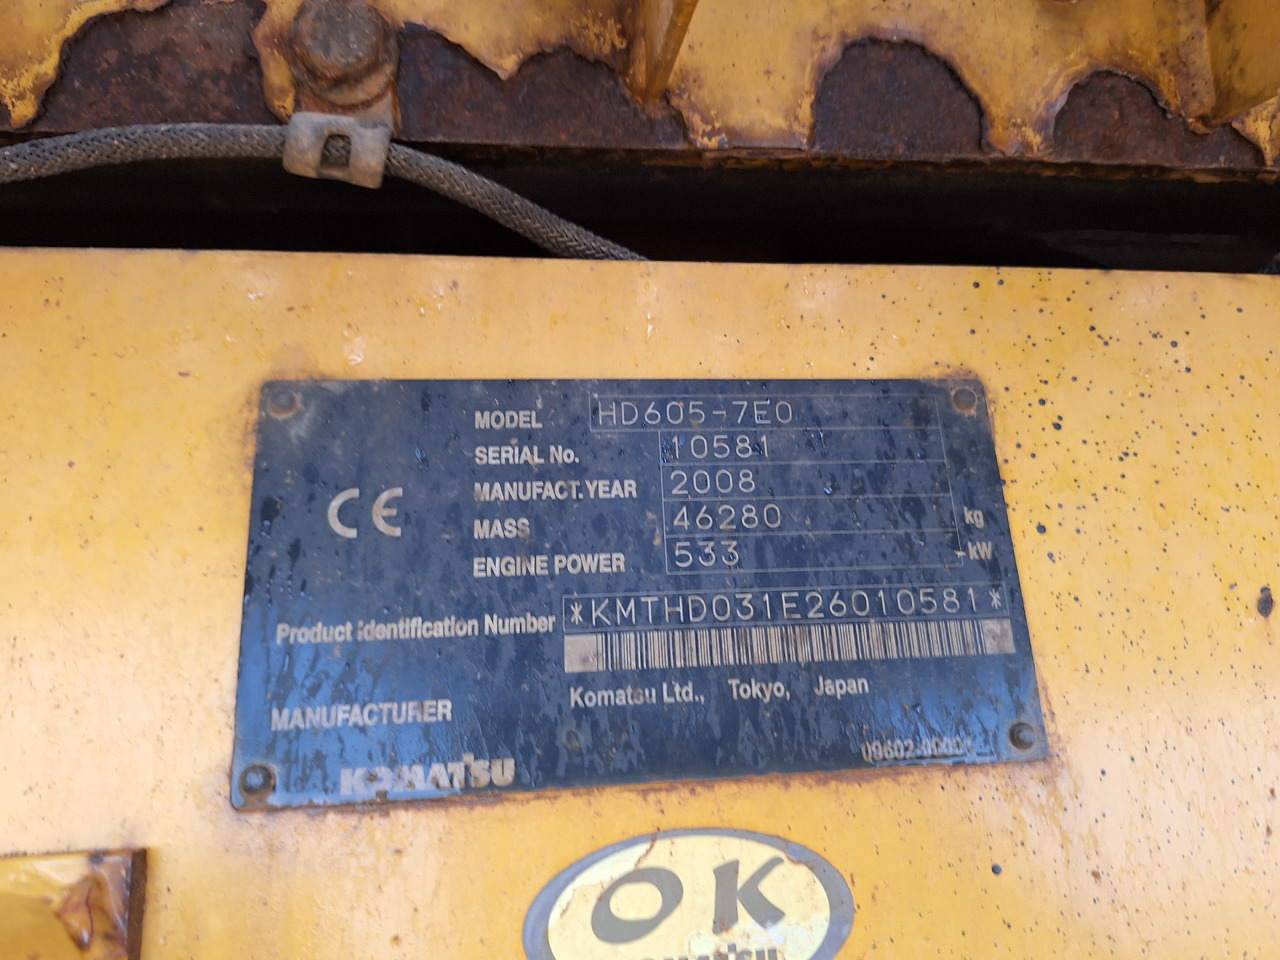 MODEL HD605-7E0
SERIAL No. 10581
MANUFACT. YEAR 2008
MASS 46280 kg
ENGINE POWER 533 kW
CE
Product Identification Number *KMTHD031E26010581*
MANUFACTURER Komatsu Ltd., Tokyo, Japan
KOMATSU
OK
KOMATSU